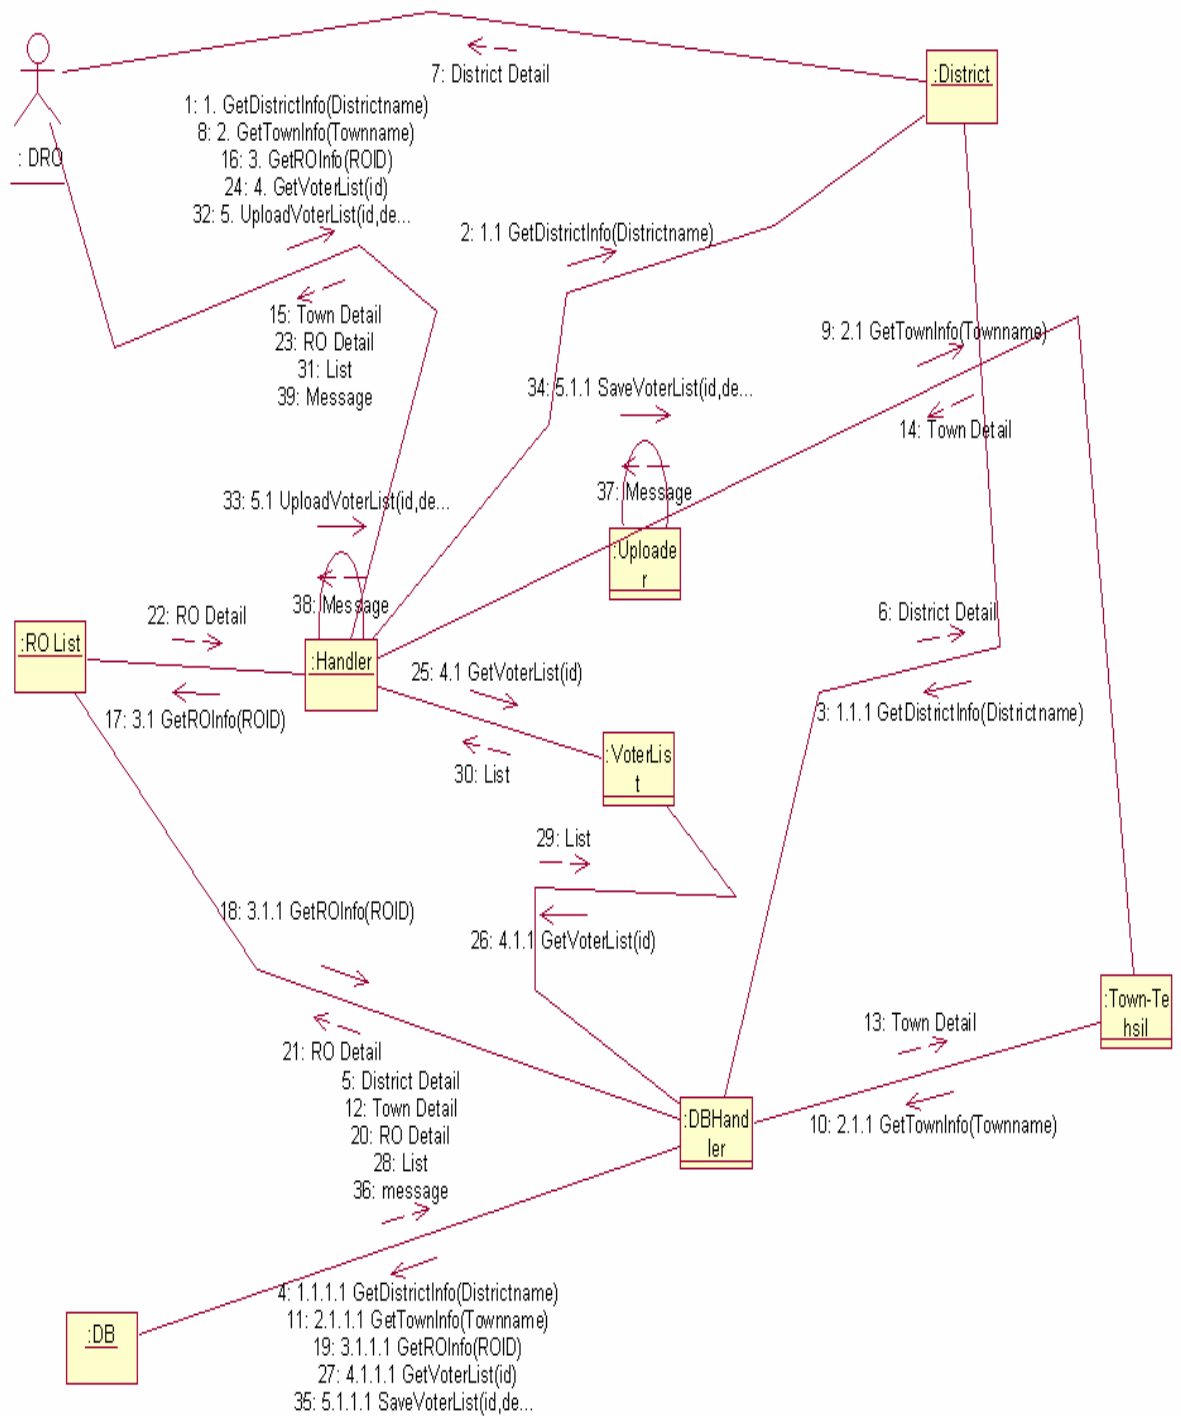 7: District Detail
:District
1: 1. GetDistrictInfo(Districtname)
8: 2. GetTownInfo(Townname)
16: 3. GetROInfo(ROID)
24: 4. GetVoterList(id)
32: 5. UploadVoterList(id,de...
: DRO
2: 1.1 GetDistrictInfo(Districtname)
15: Town Detail
23: RO Detail
31: List
39: Message
9: 2.1 GetTownInfo(Townname)
34: 5.1.1 SaveVoterList(id,de...
14: Town Detail
37: Message
33: 5.1 UploadVoterList(id,de...
:Uploade
r
38: Message
22: RO Detail
6: District Detail
:RO List
:Handler
25: 4.1 GetVoterList(id)
17: 3.1 GetROInfo(ROID)
3: 1.1.1 GetDistrictInfo(Districtname)
:VoterLis
t
30: List
29: List
18: 3.1.1 GetROInfo(ROID)
26: 4.1.1 GetVoterList(id)
:Town-Te
hsil
13: Town Detail
21: RO Detail
5: District Detail
12: Town Detail
20: RO Detail
28: List
36: message
:DBHand
ler
10: 2.1.1 GetTownInfo(Townname)
4: 1.1.1.1 GetDistrictInfo(Districtname)
11: 2.1.1.1 GetTownInfo(Townname)
19: 3.1.1.1 GetROInfo(ROID)
27: 4.1.1.1 GetVoterList(id)
35: 5.1.1.1 SaveVoterList(id,de...
:DB